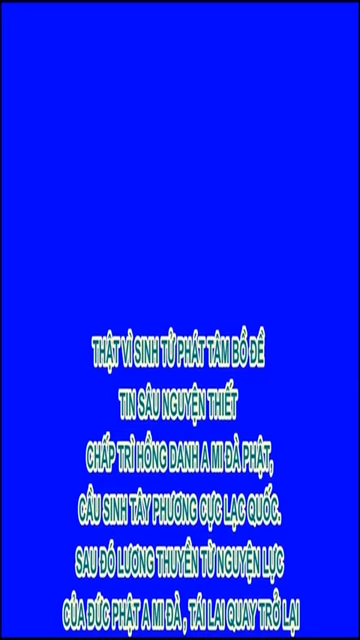 THẬT VÌ SINH TỬ PHÁT TÂM BỒ ĐỀ
TIN SÂU NGUYỆN THIẾT
CHẤP TRÌ HỒNG DANH A MI ĐÀ PHẬT,
CẦU SINH TÂY PHƯƠNG CỰC LẠC QUỐC.
SAU ĐÓ LƯƠNG THUYỀN TỪ NGUYỆN LỰC
CỦA ĐỨC PHẬT A MI ĐÀ , TÁI LAI QUAY TRỞ LẠI